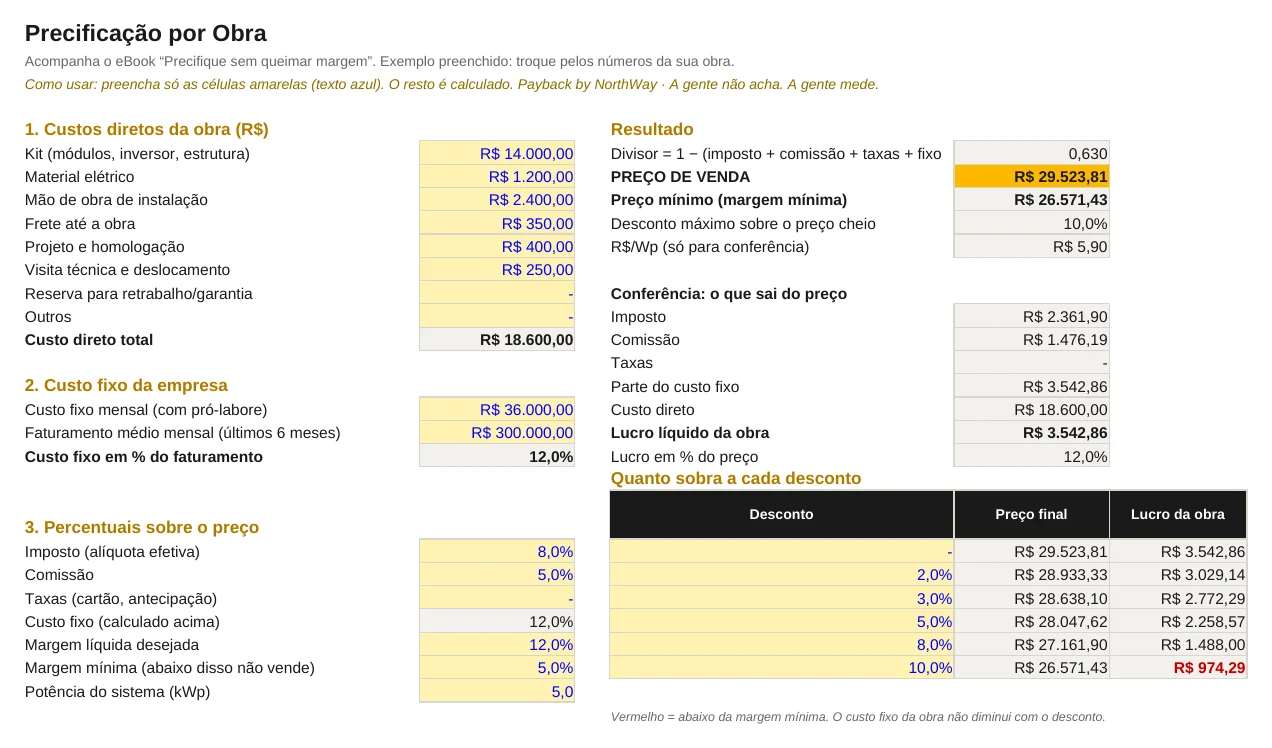 Precificação por Obra
Acompanha o eBook “Precifique sem queimar margem”. Exemplo preenchido: troque pelos números da sua obra.
Como usar: preencha só as células amarelas (texto azul). O resto é calculado. Payback by NorthWay · A gente não acha. A gente mede.
1. Custos diretos da obra (R$)
Kit (módulos, inversor, estrutura) R$ 14.000,00
Material elétrico R$ 1.200,00
Mão de obra de instalação R$ 2.400,00
Frete até a obra R$ 350,00
Projeto e homologação R$ 400,00
Visita técnica e deslocamento R$ 250,00
Reserva para retrabalho/garantia -
Outros -
Custo direto total R$ 18.600,00
2. Custo fixo da empresa
Custo fixo mensal (com pró-labore) R$ 36.000,00
Faturamento médio mensal (últimos 6 meses) R$ 300.000,00
Custo fixo em % do faturamento 12,0%
3. Percentuais sobre o preço
Imposto (alíquota efetiva) 8,0%
Comissão 5,0%
Taxas (cartão, antecipação) -
Custo fixo (calculado acima) 12,0%
Margem líquida desejada 12,0%
Margem mínima (abaixo disso não vende) 5,0%
Potência do sistema (kWp) 5,0
Resultado
Divisor = 1 − (imposto + comissão + taxas + fixo 0,630
PREÇO DE VENDA R$ 29.523,81
Preço mínimo (margem mínima) R$ 26.571,43
Desconto máximo sobre o preço cheio 10,0%
R$/Wp (só para conferência) R$ 5,90
Conferência: o que sai do preço
Imposto R$ 2.361,90
Comissão R$ 1.476,19
Taxas -
Parte do custo fixo R$ 3.542,86
Custo direto R$ 18.600,00
Lucro líquido da obra R$ 3.542,86
Lucro em % do preço 12,0%
Quanto sobra a cada desconto
Desconto Preço final Lucro da obra
- R$ 29.523,81 R$ 3.542,86
2,0% R$ 28.933,33 R$ 3.029,14
3,0% R$ 28.638,10 R$ 2.772,29
5,0% R$ 28.047,62 R$ 2.258,57
8,0% R$ 27.161,90 R$ 1.488,00
10,0% R$ 26.571,43 R$ 974,29
Vermelho = abaixo da margem mínima. O custo fixo da obra não diminui com o desconto.